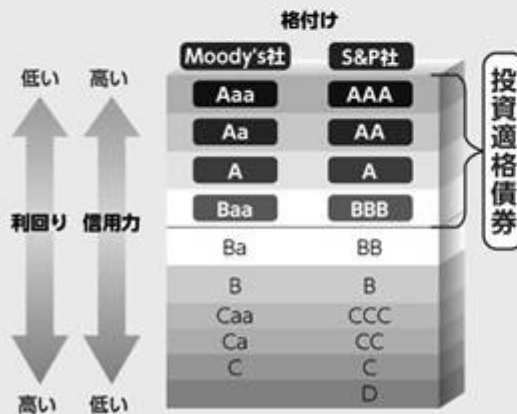 格付け
Moody's社 S&P社
低い 高い
Aaa AAA
Aa AA
A A
Baa BBB
利回り 信用力
Ba BB
B B
Caa CCC
Ca CC
C C
D
高い 低い
投資適格債券